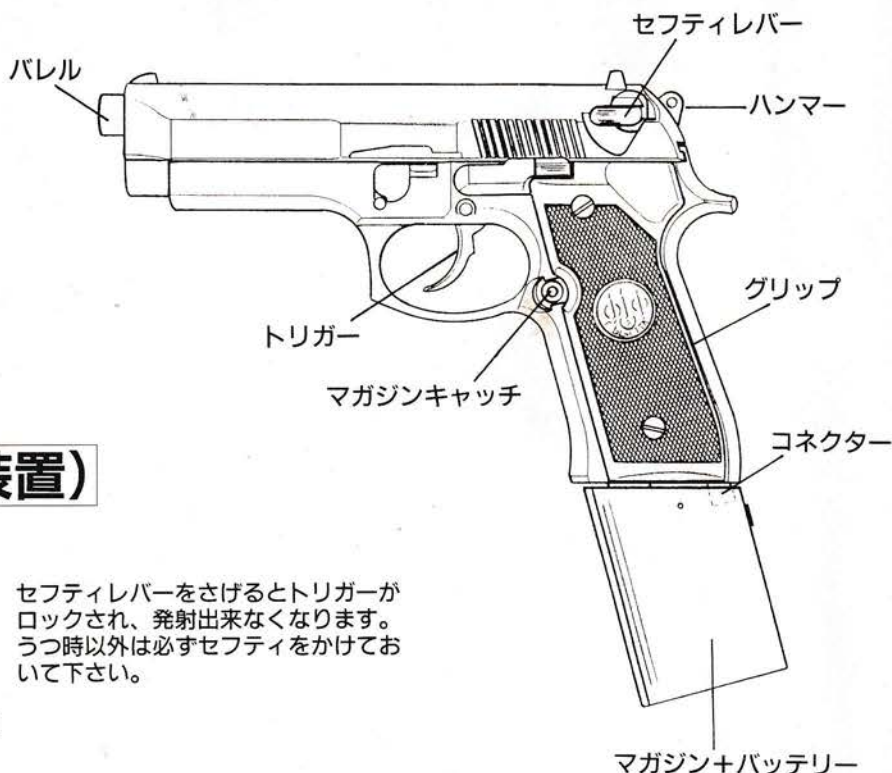 セフティレバー
バレル
ハンマー
グリップ
トリガー
マガジンキャッチ
コネクター
装置)
セフティレバーをさげるとトリガーが
ロックされ、発射出来なくなります。
うつ時以外は必ずセフティをかけてお
いて下さい。
マガジン+バッテリー